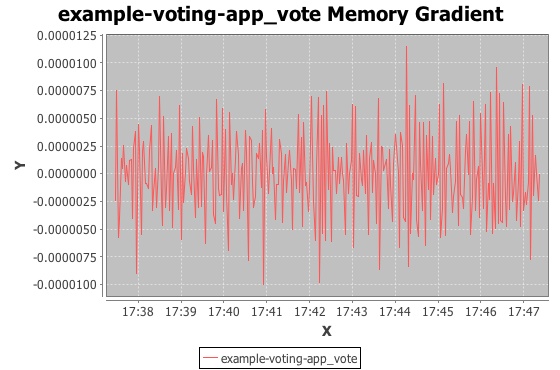 example-voting-app_vote Memory Gradient
0.0000125
0.0000100
0.0000075
0.0000050
0.0000025
0.0000000
-0.0000025
-0.0000050
-0.0000075
-0.0000100
Y
17:38 17:39 17:40 17:41 17:42 17:43 17:44 17:45 17:46 17:47
X
example-voting-app_vote